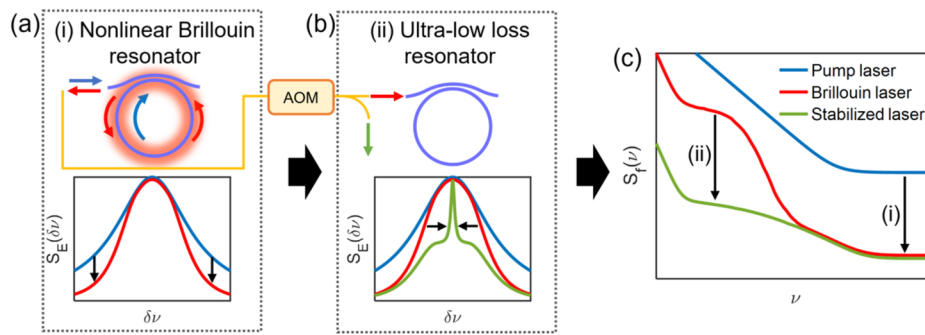 (a)
(i) Nonlinear Brillouin
resonator
(b)
(ii) Ultra-low loss
resonator
AOM
S_E(δν)
δν
S_E(δν)
δν
(c)
Pump laser
Brillouin laser
Stabilized laser
(ii)
(i)
S_f(ν)
ν